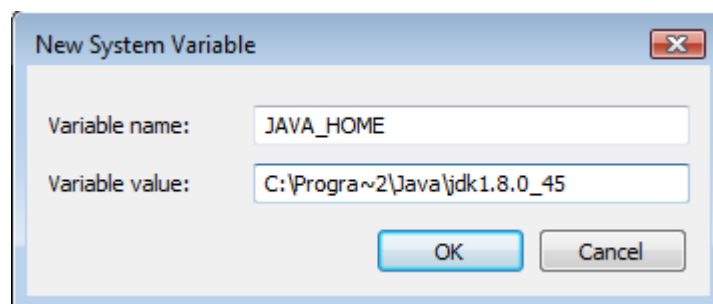 New System Variable
Variable name: JAVA_HOME
Variable value: C:\Progra~2\Java\jdk1.8.0_45
OK Cancel